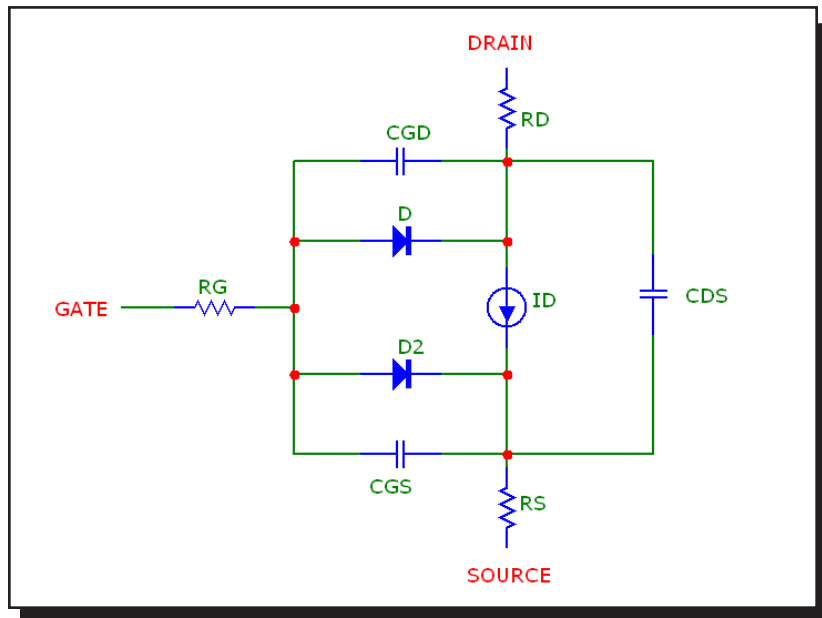 DRAIN
RD
CGD
D
RG
GATE
ID
CDS
D2
CGS
RS
SOURCE